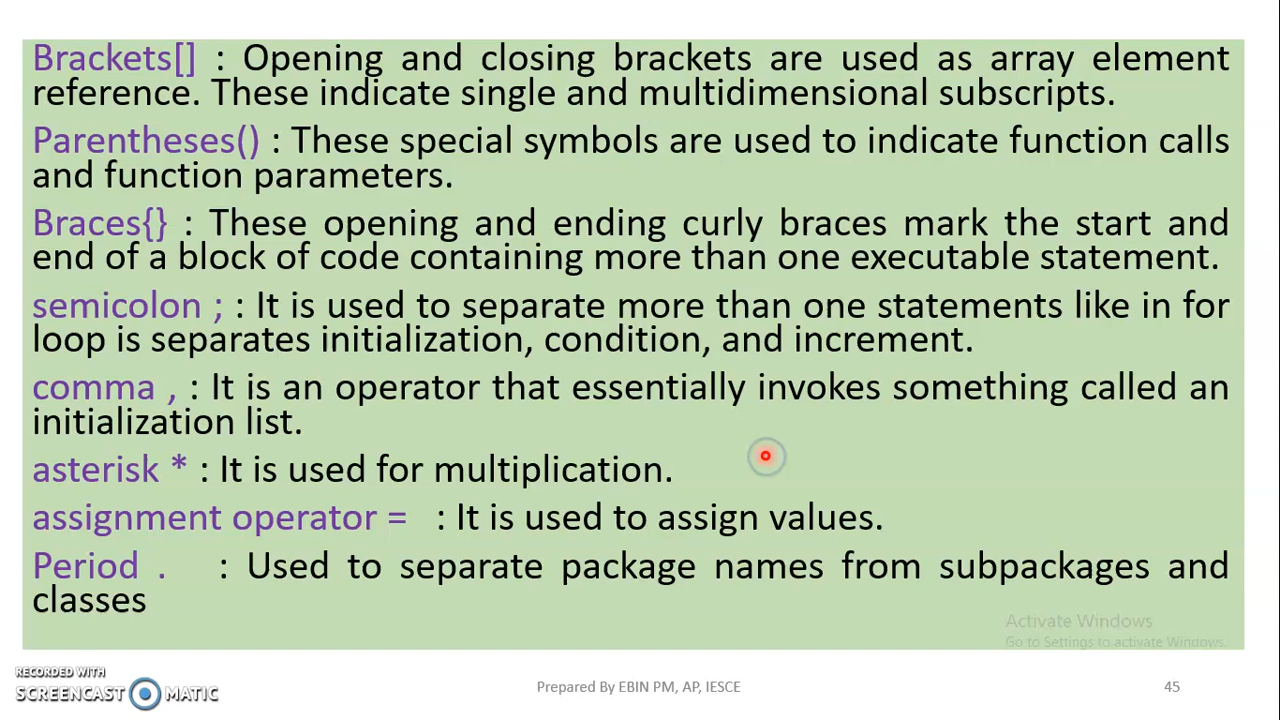 Brackets[] : Opening and closing brackets are used as array element
reference. These indicate single and multidimensional subscripts.
Parentheses() : These special symbols are used to indicate function calls
and function parameters.
Braces{} : These opening and ending curly braces mark the start and
end of a block of code containing more than one executable statement.
semicolon ; : It is used to separate more than one statements like in for
loop is separates initialization, condition, and increment.
comma , : It is an operator that essentially invokes something called an
initialization list.
asterisk * : It is used for multiplication.
assignment operator = : It is used to assign values.
Period . : Used to separate package names from subpackages and
classes
Activate Windows
Go to Settings to activate Windows.
RECORDED WITH
SCREENCAST MATIC
Prepared By EBIN PM, AP, IESCE
45